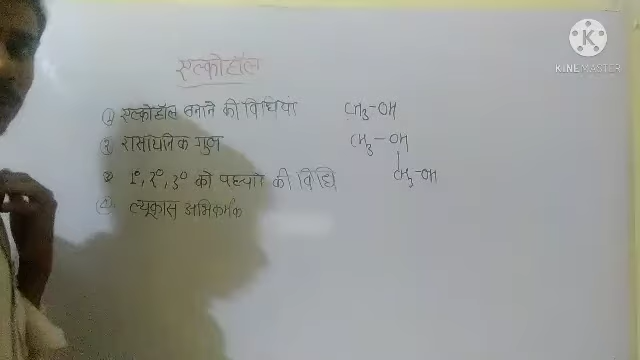 एल्कोहॉल
① एल्कोहॉल बनाने की विधियां CH3-OH
② रासायनिक गुण CH3-OH
③ 1°, 2°, 3° को पहचान की विधि CH3-OH
④ ल्यूकास अभिकर्मक
KINEMASTER